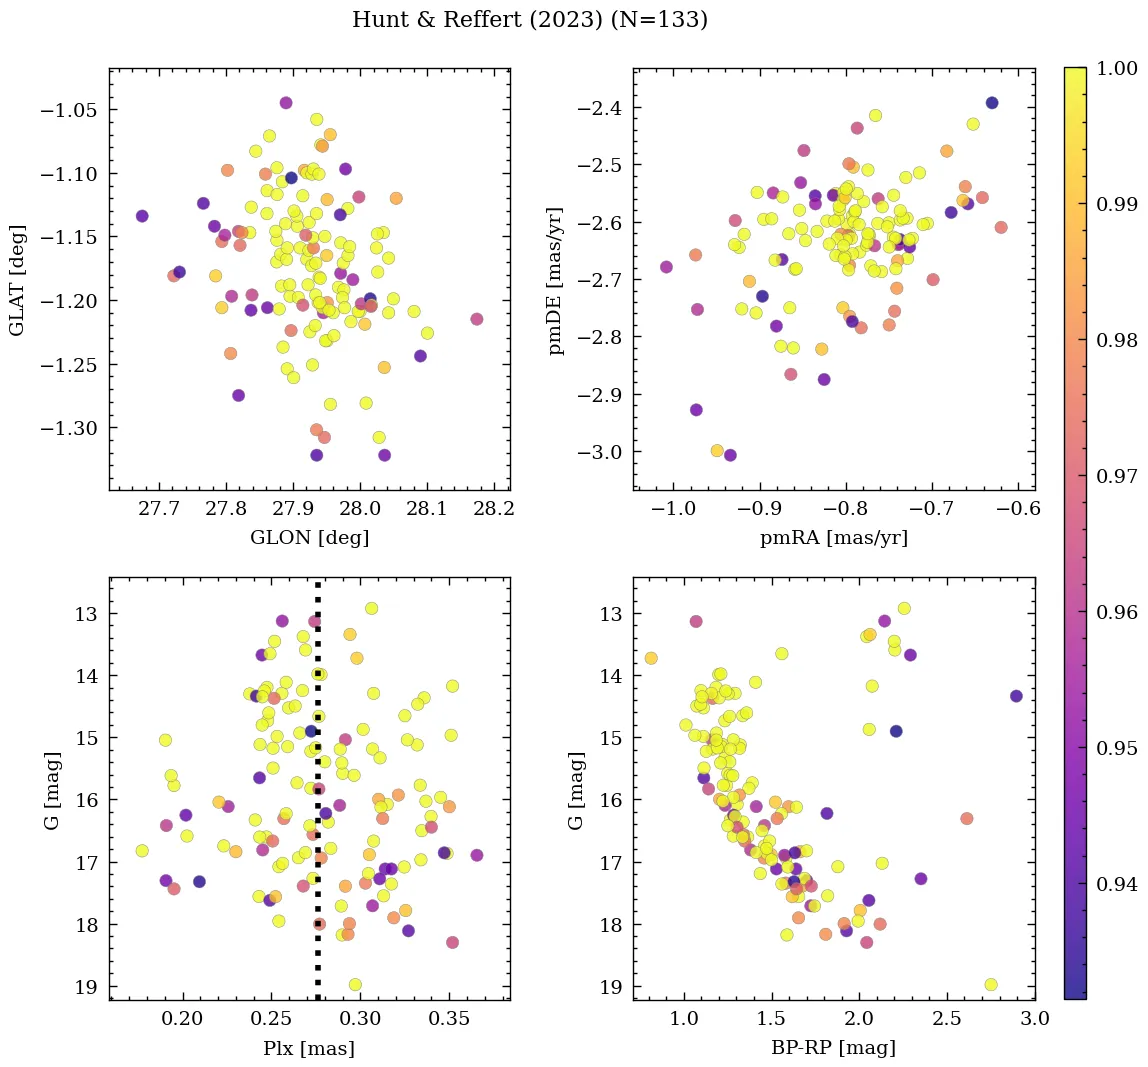 Hunt & Reffert (2023) (N=133)
−1.05
−1.10
−1.15
−1.20
−1.25
−1.30
GLAT [deg]
27.7 27.8 27.9 28.0 28.1 28.2
GLON [deg]
−2.4
−2.5
−2.6
−2.7
−2.8
−2.9
−3.0
pmDE [mas/yr]
−1.0 −0.9 −0.8 −0.7 −0.6
pmRA [mas/yr]
13
14
15
16
17
18
19
G [mag]
0.20 0.25 0.30 0.35
Plx [mas]
13
14
15
16
17
18
19
G [mag]
1.0 1.5 2.0 2.5 3.0
BP-RP [mag]
1.00
0.99
0.98
0.97
0.96
0.95
0.94